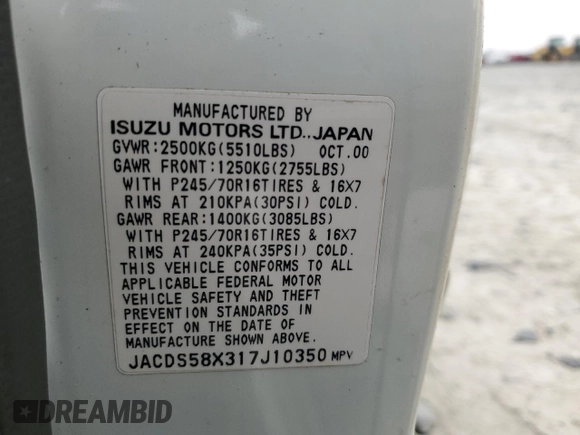 MANUFACTURED BY
ISUZU MOTORS LTD., JAPAN
GVWR:2500KG(5510LBS) OCT.00
GAWR FRONT:1250KG(2755LBS)
WITH P245/70R16TIRES & 16X7
RIMS AT 210KPA(30PSI) COLD.
GAWR REAR:1400KG(3085LBS)
WITH P245/70R16TIRES & 16X7
RIMS AT 240KPA(35PSI) COLD.
THIS VEHICLE CONFORMS TO ALL
APPLICABLE FEDERAL MOTOR
VEHICLE SAFETY AND THEFT
PREVENTION STANDARDS IN
EFFECT ON THE DATE OF
MANUFACTURE SHOWN ABOVE.
JACDS58X317J10350 MPV
DREAMBID